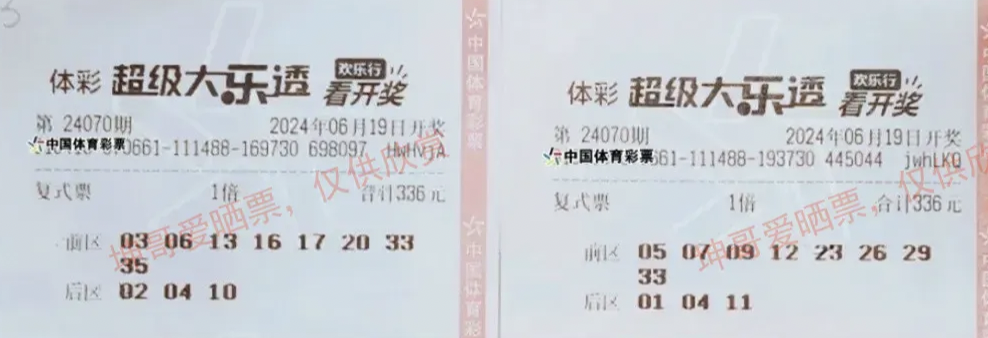 体彩 超级大乐透 欢乐行 看开奖
第 24070期 2024年06月19日开奖
中国体育彩票 0661-111488-169730 698097
复式票 1倍 合计336元
前区 03 06 13 16 17 20 33
35
后区 02 04 10
中国体育彩票
中国体育彩
坤哥爱晒票，仅供欣赏
体彩 超级大乐透 欢乐行 看开奖
第 24070期 2024年06月19日开奖
中国体育彩票 61-111488-193730 445044 jwhLKQ
复式票 1倍 合计336元
前区 05 07 09 12 23 26 29
33
后区 01 04 11
坤哥爱晒票，仅供欣